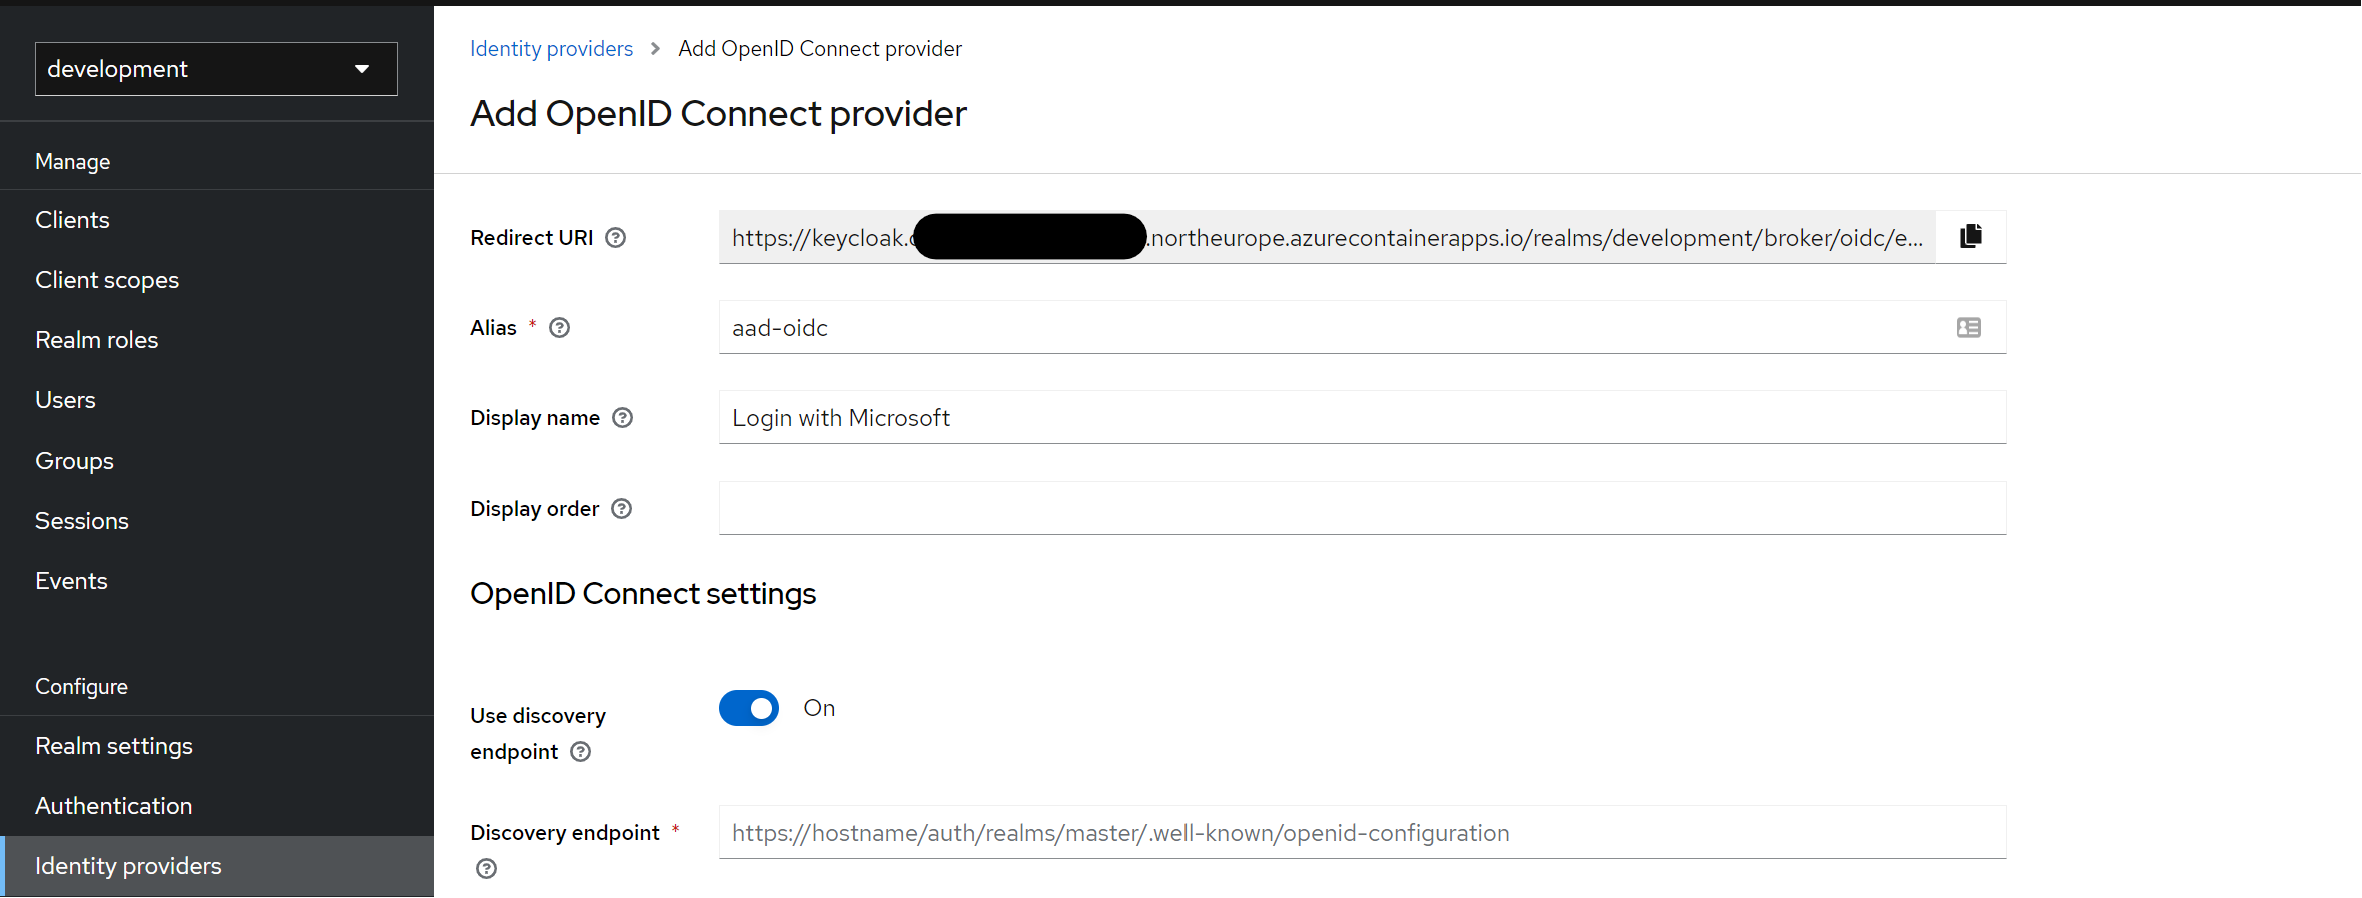 development
Manage
Clients
Client scopes
Realm roles
Users
Groups
Sessions
Events
Configure
Realm settings
Authentication
Identity providers
Identity providers > Add OpenID Connect provider
Add OpenID Connect provider
Redirect URI
https://keycloak. .northeurope.azurecontainerapps.io/realms/development/broker/oidc/e...
Alias *
aad-oidc
Display name
Login with Microsoft
Display order
OpenID Connect settings
Use discovery
endpoint
On
Discovery endpoint *
https://hostname/auth/realms/master/.well-known/openid-configuration